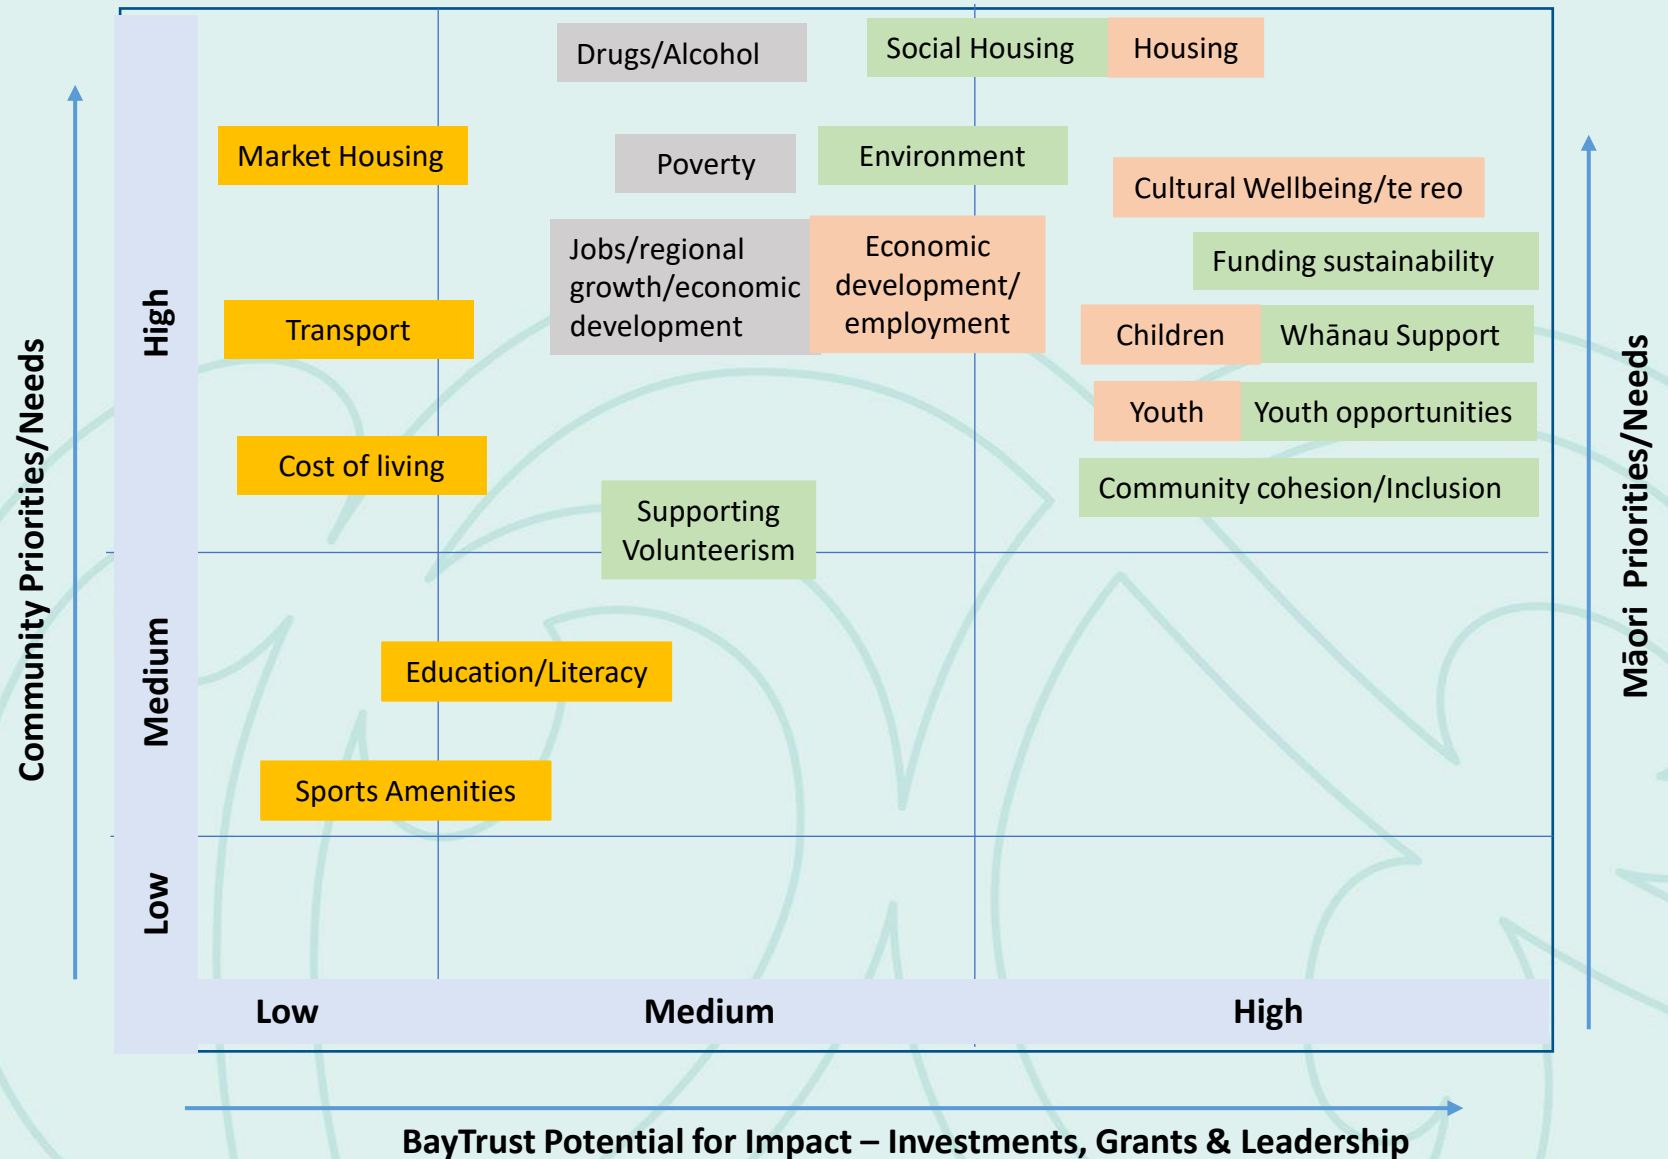 Drugs/Alcohol
Social Housing
Housing
Market Housing
Poverty
Environment
Cultural Wellbeing/te reo
Jobs/regional
growth/economic
development
Economic
development/
employment
Funding sustainability
Transport
Children
Whānau Support
Youth
Youth opportunities
Cost of living
Community cohesion/Inclusion
Supporting
Volunteerism
Education/Literacy
Sports Amenities
Community Priorities/Needs
High
Medium
Low
Māori Priorities/Needs
Low
Medium
High
BayTrust Potential for Impact – Investments, Grants & Leadership